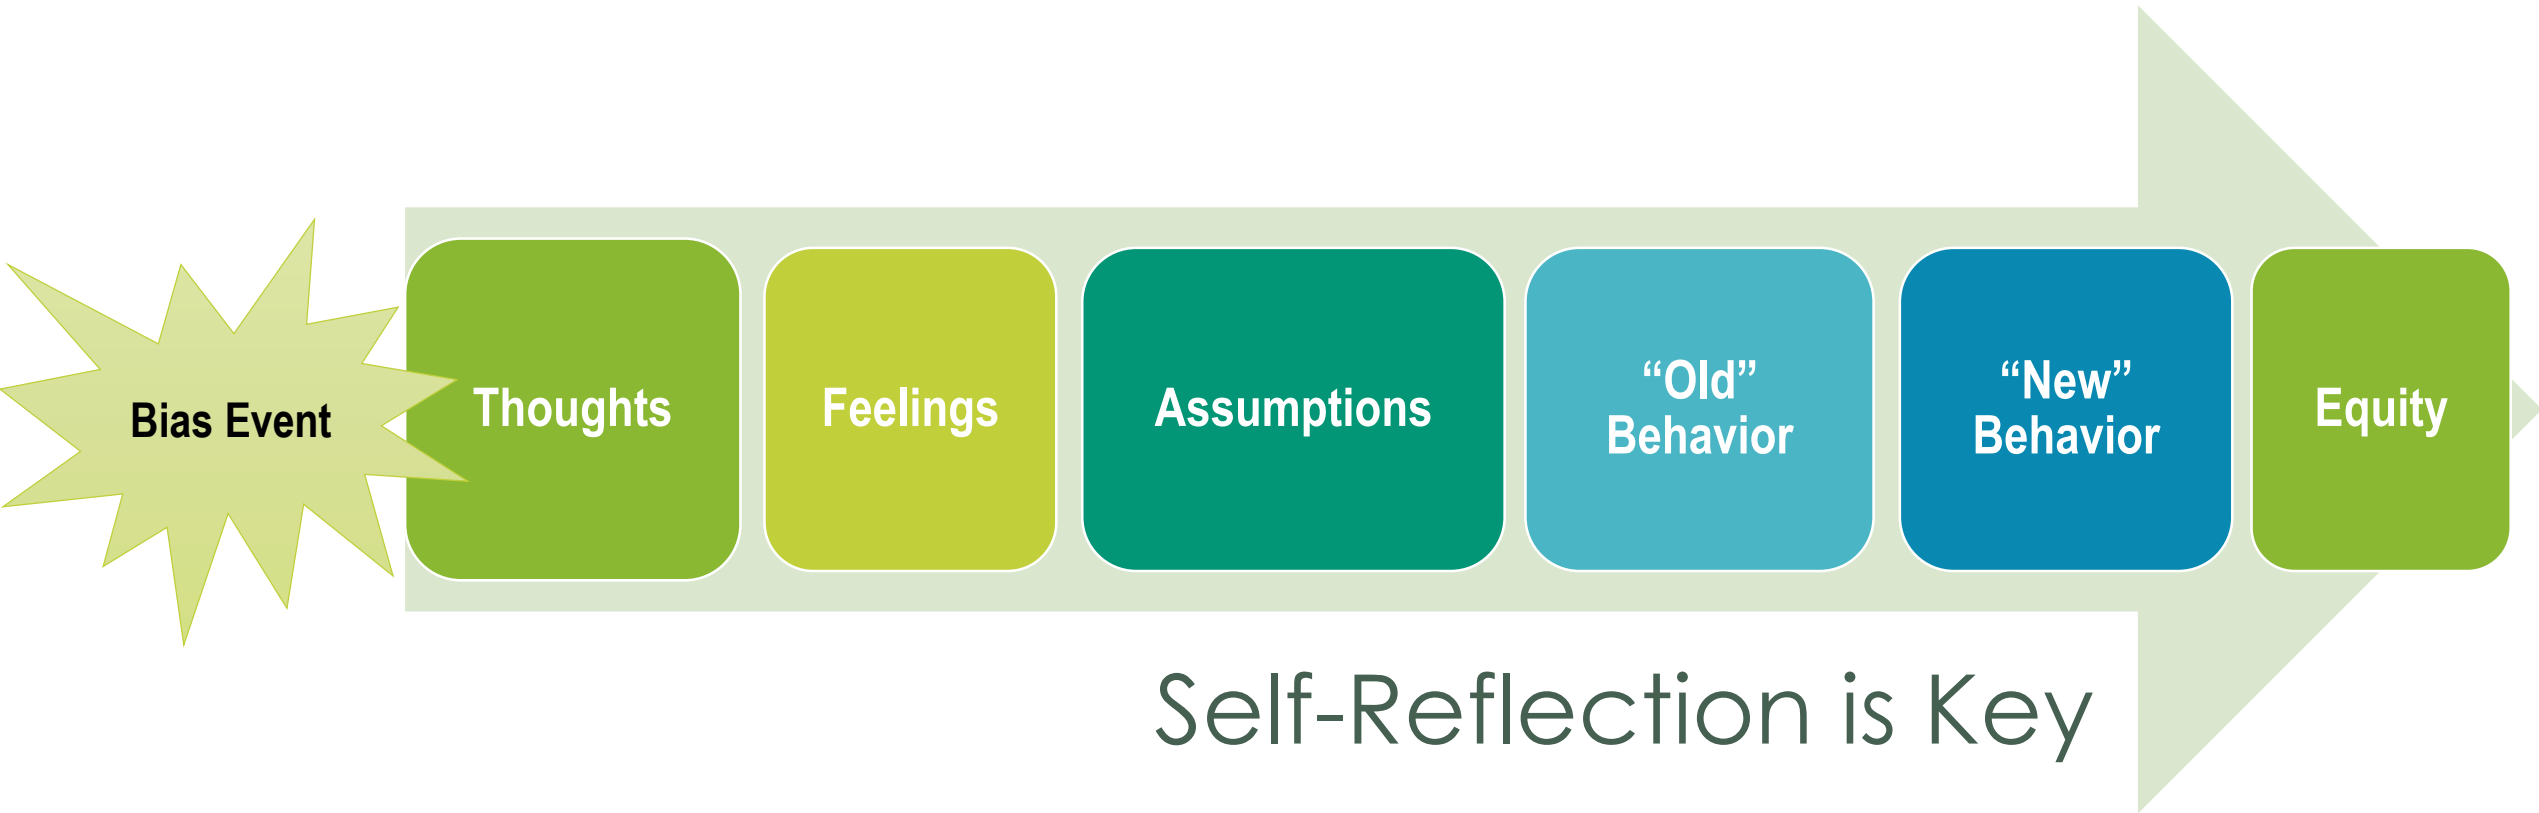 Bias Event
Thoughts
Feelings
Assumptions
“Old”
Behavior
“New”
Behavior
Equity
Self-Reflection is Key